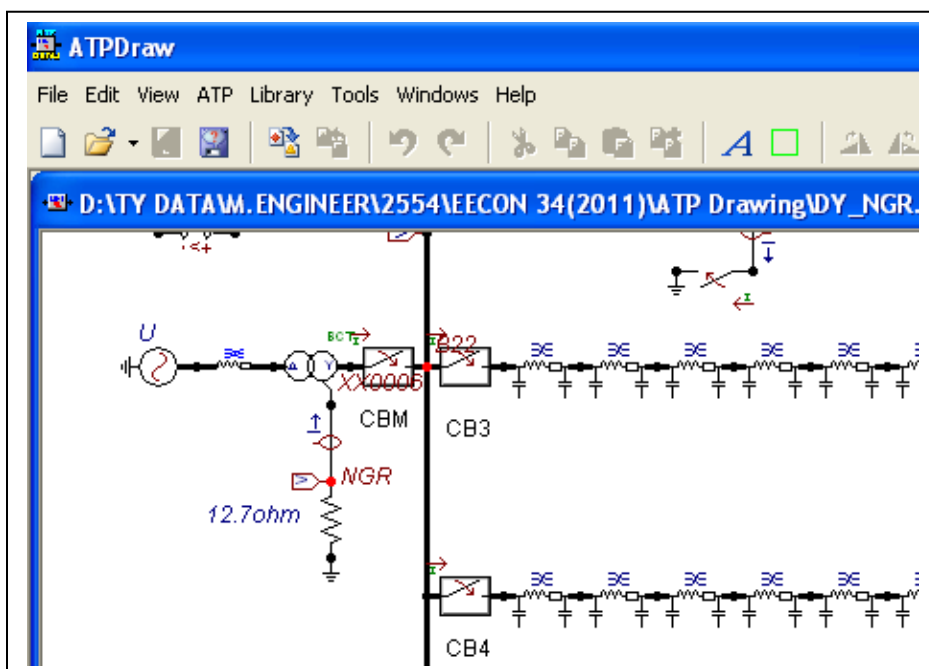 ATPDraw
File Edit View ATP Library Tools Windows Help
A
D:\TY DATA\M.ENGINEER\2554\EECON 34(2011)\ATP Drawing\DY_NGR.
I
I
U
BCT
I
I
B22
Y
XX0006
CBM
CB3
I
V
NGR
12.7ohm
I
CB4